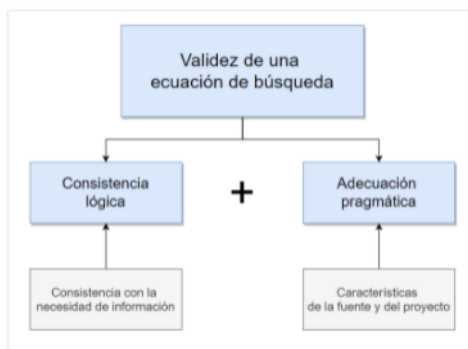 Validez de una
ecuación de búsqueda
Consistencia
lógica
+
Adecuación
pragmática
Consistencia con la
necesidad de información
Características
de la fuente y del proyecto